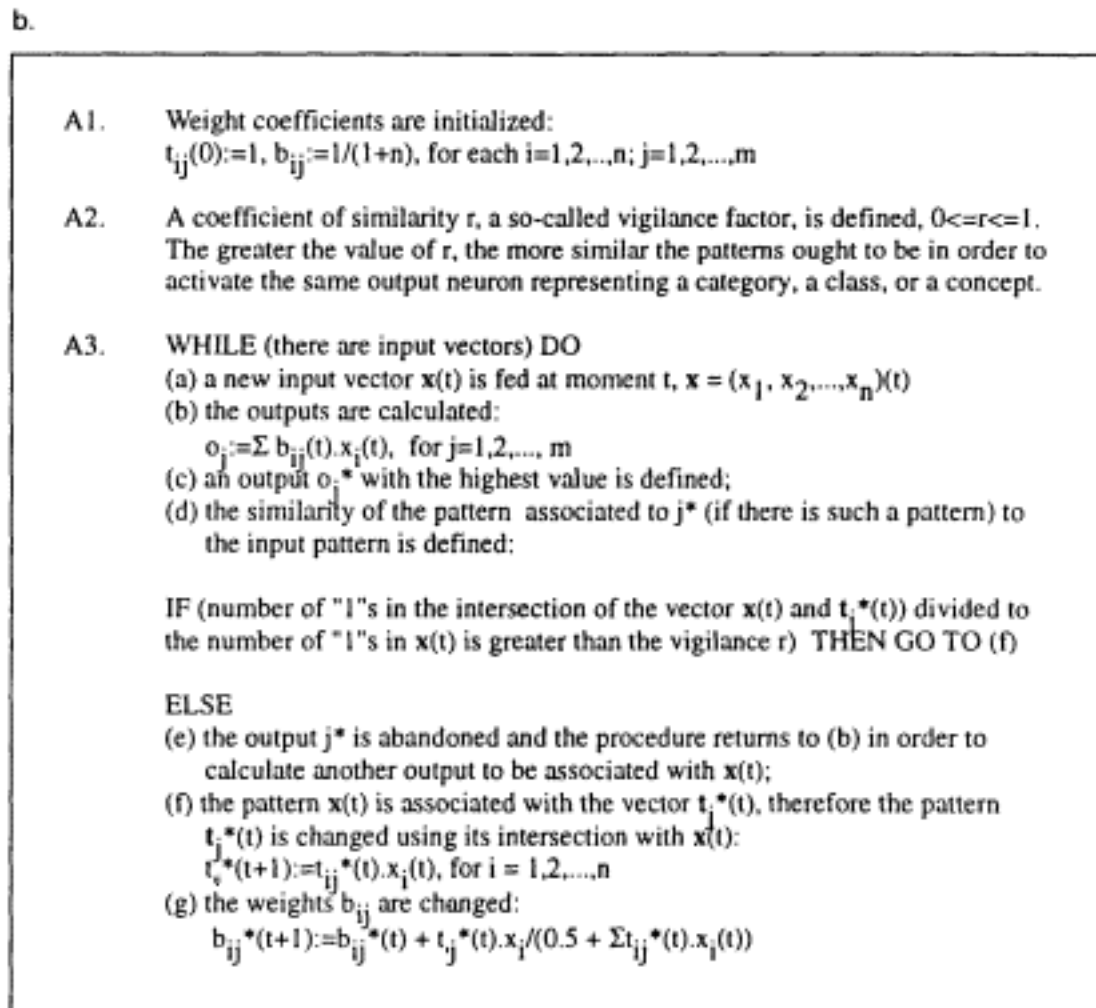 b.
A1. Weight coefficients are initialized:
t_ij(0):=1, b_ij:=1/(1+n), for each i=1,2,..,n; j=1,2,...,m
A2. A coefficient of similarity r, a so-called vigilance factor, is defined, 0<=r<=1.
The greater the value of r, the more similar the patterns ought to be in order to
activate the same output neuron representing a category, a class, or a concept.
A3. WHILE (there are input vectors) DO
(a) a new input vector x(t) is fed at moment t, x = (x_1, x_2,...,x_n)(t)
(b) the outputs are calculated:
o_j:=Σ b_ij(t).x_i(t), for j=1,2,..., m
(c) an output o_j* with the highest value is defined;
(d) the similarity of the pattern associated to j* (if there is such a pattern) to
the input pattern is defined:
IF (number of "1"s in the intersection of the vector x(t) and t_j*(t)) divided to
the number of "1"s in x(t) is greater than the vigilance r) THEN GO TO (f)
ELSE
(e) the output j* is abandoned and the procedure returns to (b) in order to
calculate another output to be associated with x(t);
(f) the pattern x(t) is associated with the vector t_j*(t), therefore the pattern
t_j*(t) is changed using its intersection with x(t):
*(t+1):=t_ij*(t).x_i(t), for i = 1,2,...,n
(g) the weights b_ij are changed:
b_ij*(t+1):=b_ij*(t) + t_ij*(t).x_i/(0.5 + Σt_ij*(t).x_i(t))